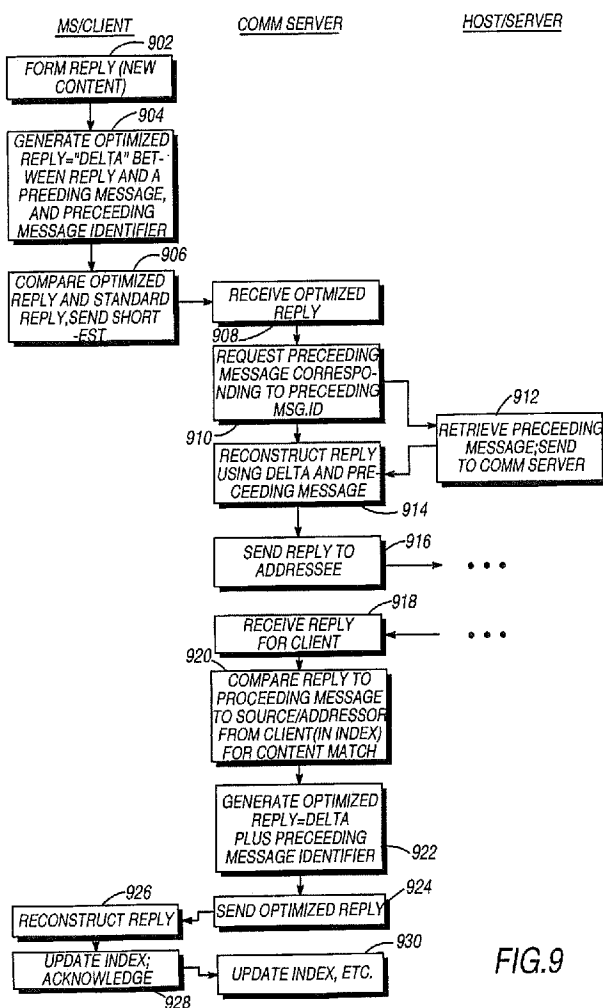 MS/CLIENT
COMM SERVER
HOST/SERVER
902
FORM REPLY (NEW
CONTENT)
904
GENERATE OPTIMIZED
REPLY="DELTA" BET-
WEEN REPLY AND A
PREEDING MESSAGE,
AND PRECEEDING
MESSAGE IDENTIFIER
906
COMPARE OPTIMIZED
REPLY AND STANDARD
REPLY,SEND SHORT
-EST
RECEIVE OPTMIZED
REPLY
908
REQUEST PRECEEDING
MESSAGE CORRESPO-
NDING TO PRECEEDING
MSG.ID
910
912
RETRIEVE PRECEEDING
MESSAGE;SEND
TO COMM SERVER
RECONSTRUCT REPLY
USING DELTA AND PRE-
CEEDING MESSAGE
914
SEND REPLY TO
ADDRESSEE
916
918
RECEIVE REPLY
FOR CLIENT
920
COMPARE REPLY TO
PROCEEDING MESSAGE
TO SOURCE/ADDRESSOR
FROM CLIENT(IN INDEX)
FOR CONTENT MATCH
GENERATE OPTIMIZED
REPLY=DELTA
PLUS PRECEEDING
MESSAGE IDENTIFIER
922
SEND OPTIMIZED REPLY
924
926
RECONSTRUCT REPLY
UPDATE INDEX;
ACKNOWLEDGE
928
930
UPDATE INDEX, ETC.
FIG.9